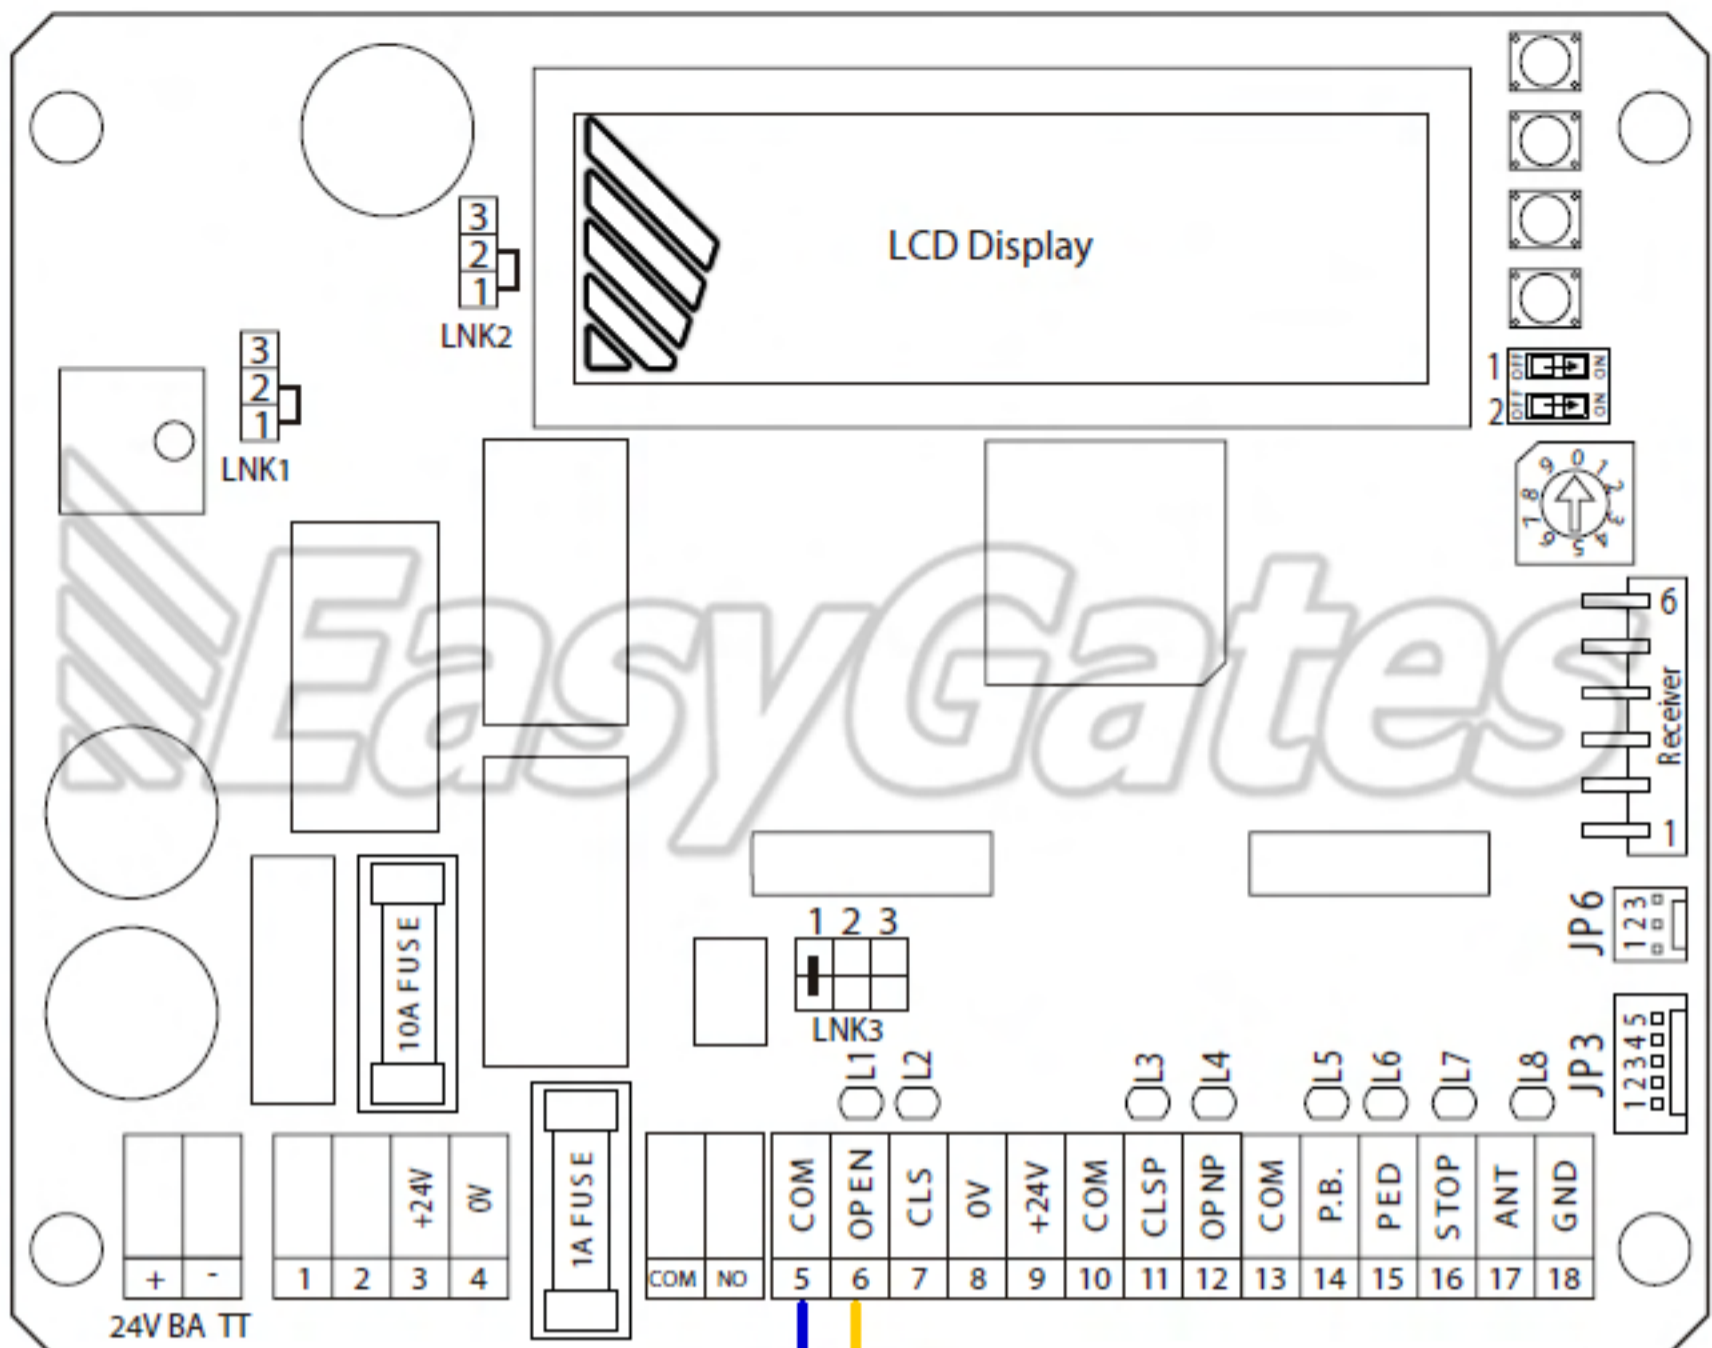 LCD Display
3
2
1
LNK2
3
2
1
LNK1
1 OFF ON
2 OFF ON
0 1 2 3 4 5 6 7 8 9
EasyGates
6
Receiver
1
10A FUSE
1 2 3
LNK3
JP6
1 2 3
JP3
1 2 3 4 5
L1 L2 L3 L4 L5 L6 L7 L8
1A FUSE
+24V 0V COM OPEN CLS 0V +24V COM CLSP OPNP COM P.B. PED STOP ANT GND
+ - 1 2 3 4 COM NO 5 6 7 8 9 10 11 12 13 14 15 16 17 18
24V BA TT